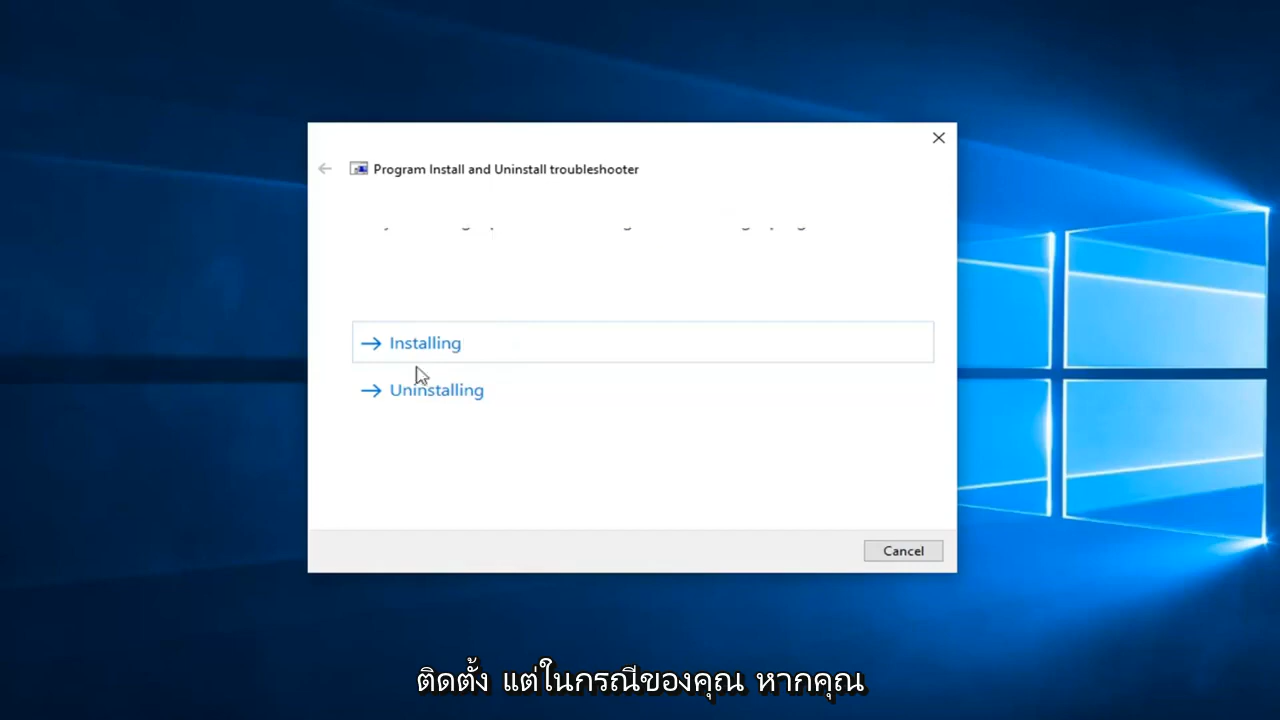 Program Install and Uninstall troubleshooter
Installing
Uninstalling
Cancel
ติดตั้ง แต่ในกรณีของคุณ หากคุณ